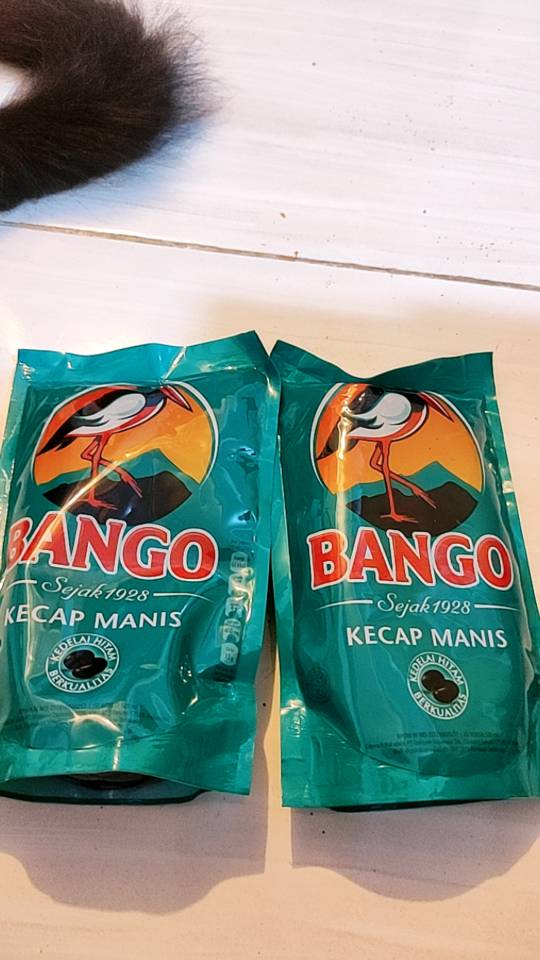 BANGO
Sejak 1928
KECAP MANIS
KEDELAI HITAM
BERKUALITAS
BANGO
Sejak 1928
KECAP MANIS
KEDELAI HITAM
BERKUALITAS